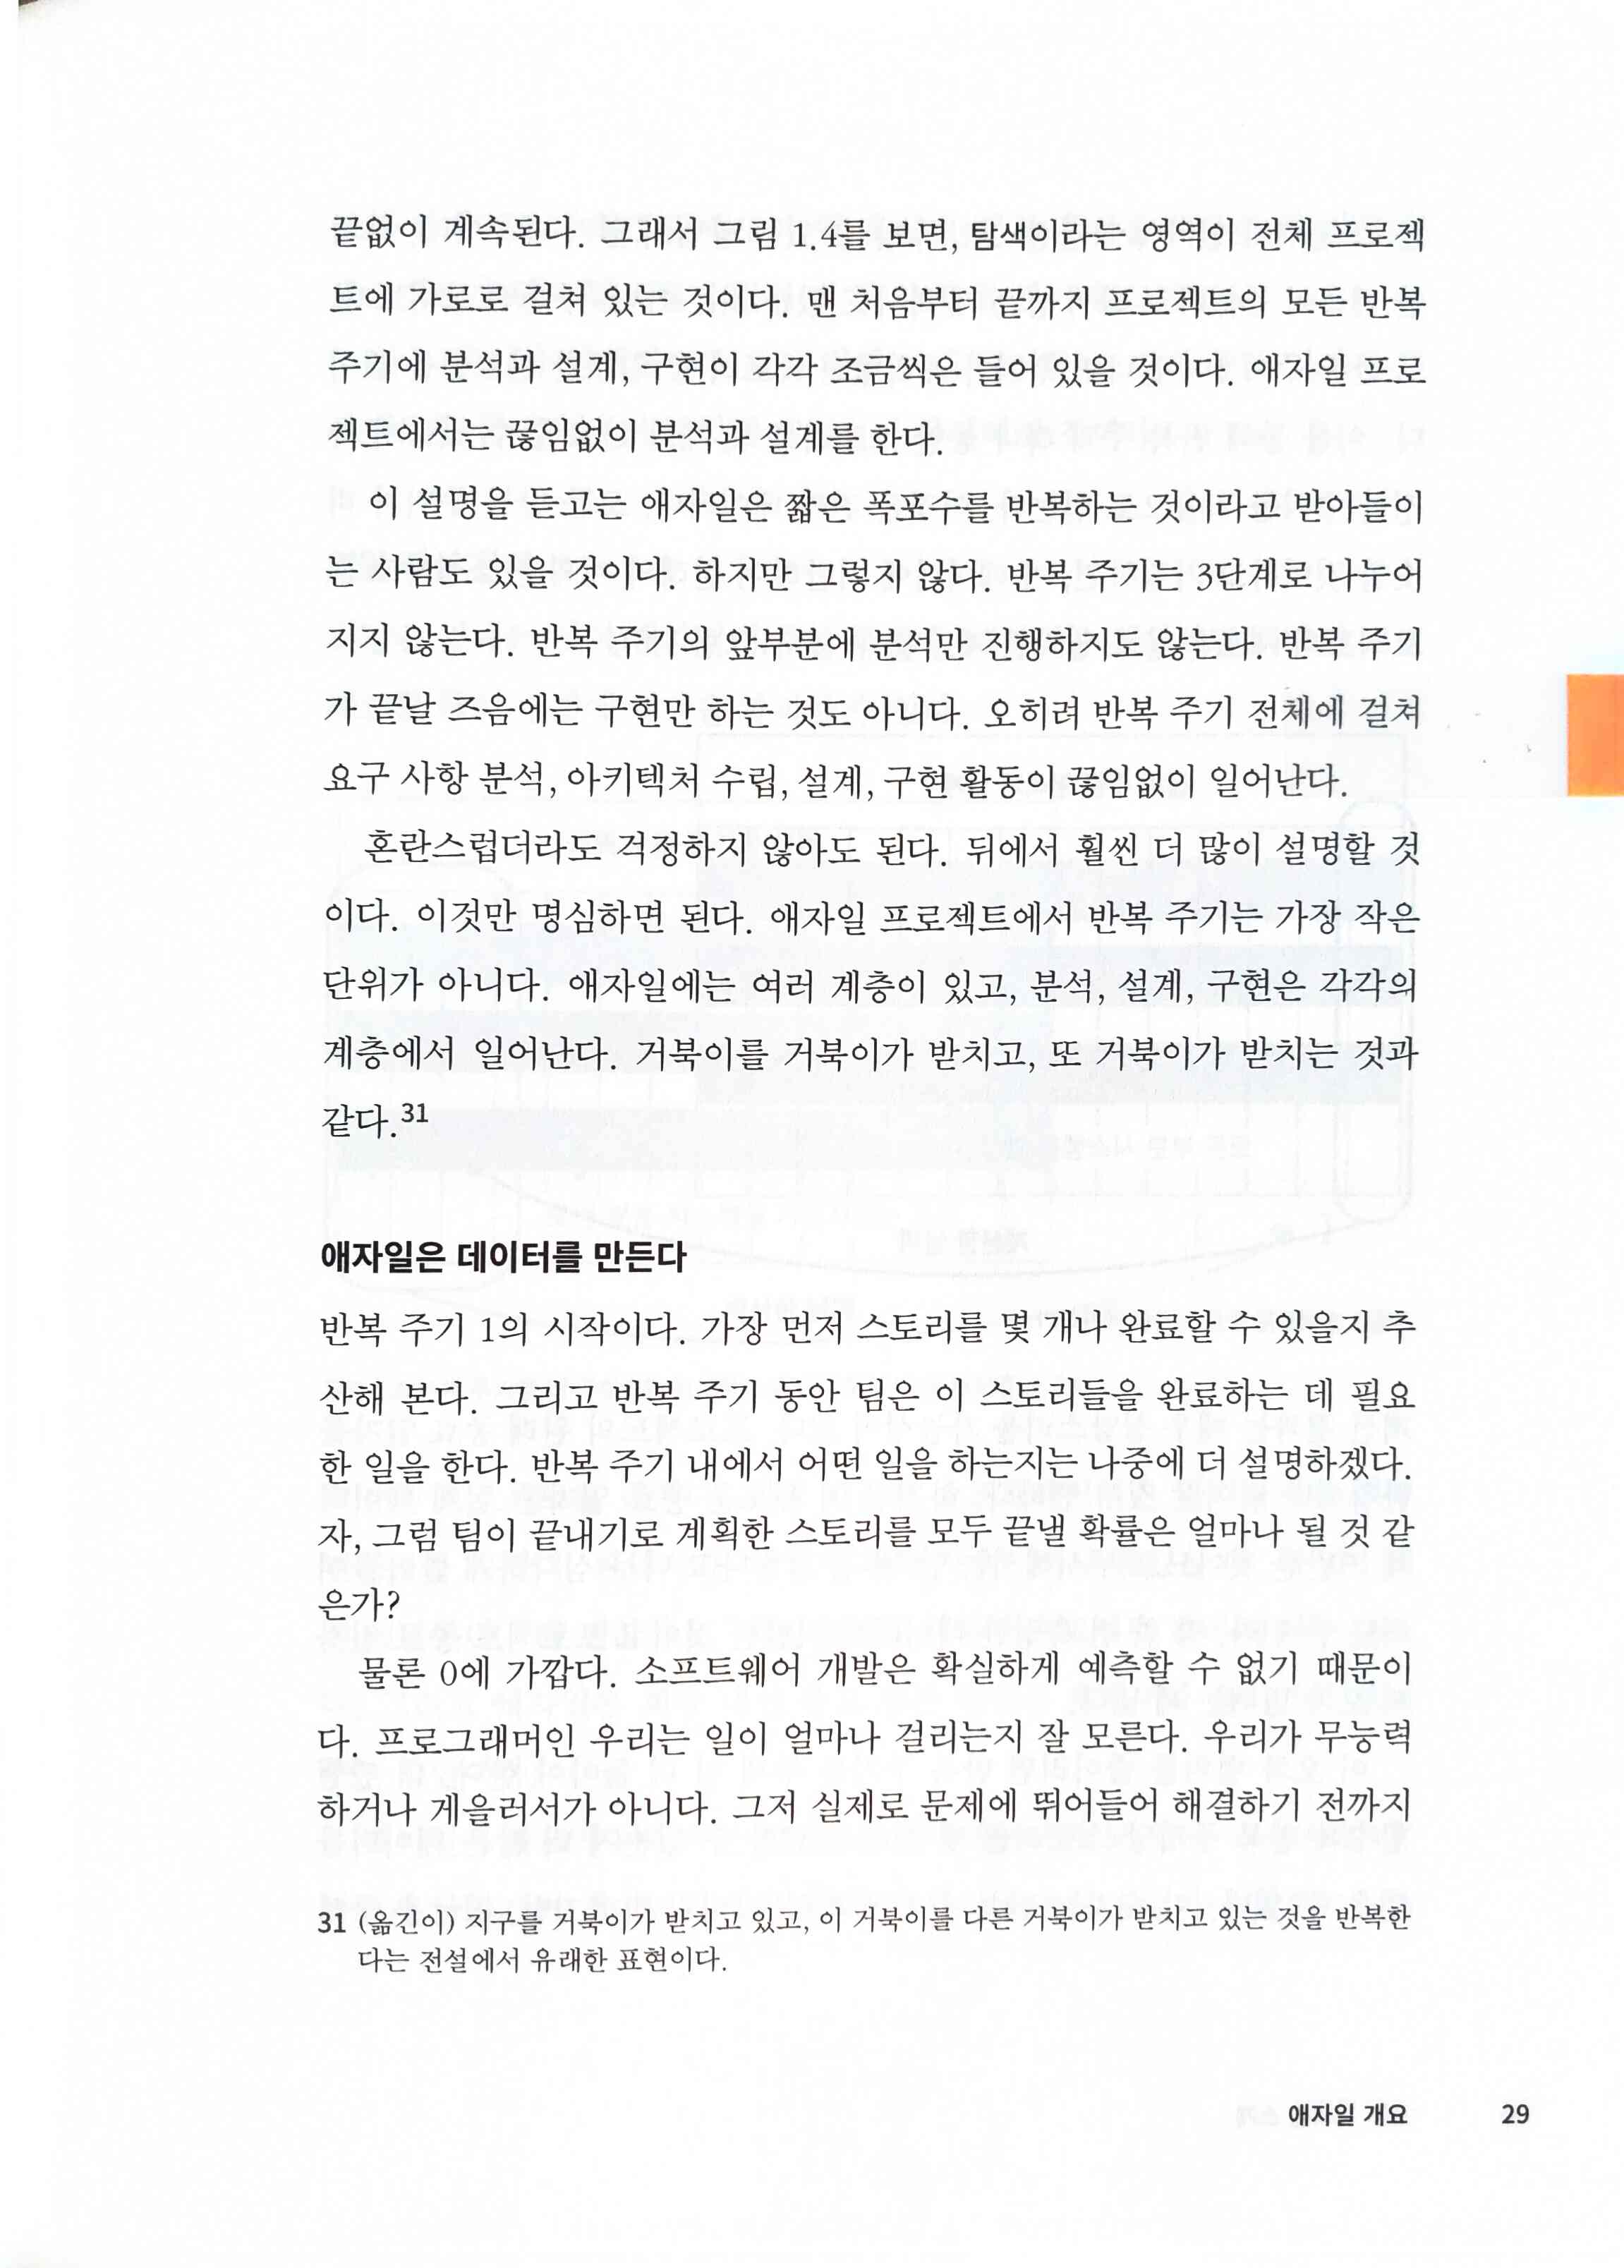 끝없이 계속된다. 그래서 그림 1.4를 보면, 탐색이라는 영역이 전체 프로젝
트에 가로로 걸쳐 있는 것이다. 맨 처음부터 끝까지 프로젝트의 모든 반복
주기에 분석과 설계, 구현이 각각 조금씩은 들어 있을 것이다. 애자일 프로
젝트에서는 끊임없이 분석과 설계를 한다.
이 설명을 듣고는 애자일은 짧은 폭포수를 반복하는 것이라고 받아들이
는 사람도 있을 것이다. 하지만 그렇지 않다. 반복 주기는 3단계로 나누어
지지 않는다. 반복 주기의 앞부분에 분석만 진행하지도 않는다. 반복 주기
가 끝날 즈음에는 구현만 하는 것도 아니다. 오히려 반복 주기 전체에 걸쳐
요구 사항 분석, 아키텍처 수립, 설계, 구현 활동이 끊임없이 일어난다.
혼란스럽더라도 걱정하지 않아도 된다. 뒤에서 훨씬 더 많이 설명할 것
이다. 이것만 명심하면 된다. 애자일 프로젝트에서 반복 주기는 가장 작은
단위가 아니다. 애자일에는 여러 계층이 있고, 분석, 설계, 구현은 각각의
계층에서 일어난다. 거북이를 거북이가 받치고, 또 거북이가 받치는 것과
같다.31
애자일은 데이터를 만든다
반복 주기 1의 시작이다. 가장 먼저 스토리를 몇 개나 완료할 수 있을지 추
산해 본다. 그리고 반복 주기 동안 팀은 이 스토리들을 완료하는 데 필요
한 일을 한다. 반복 주기 내에서 어떤 일을 하는지는 나중에 더 설명하겠다.
자, 그럼 팀이 끝내기로 계획한 스토리를 모두 끝낼 확률은 얼마나 될 것 같
은가?
물론 0에 가깝다. 소프트웨어 개발은 확실하게 예측할 수 없기 때문이
다. 프로그래머인 우리는 일이 얼마나 걸리는지 잘 모른다. 우리가 무능력
하거나 게을러서가 아니다. 그저 실제로 문제에 뛰어들어 해결하기 전까지
31 (옮긴이) 지구를 거북이가 받치고 있고, 이 거북이를 다른 거북이가 받치고 있는 것을 반복한
다는 전설에서 유래한 표현이다.
애자일 개요 29